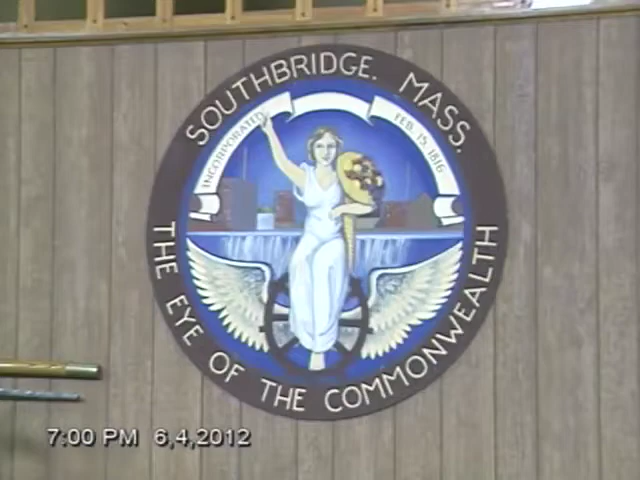 SOUTHBRIDGE. MASS.
INCORPORATED FEB. 15, 1816
THE EYE OF THE COMMONWEALTH
7:00 PM 6,4,2012